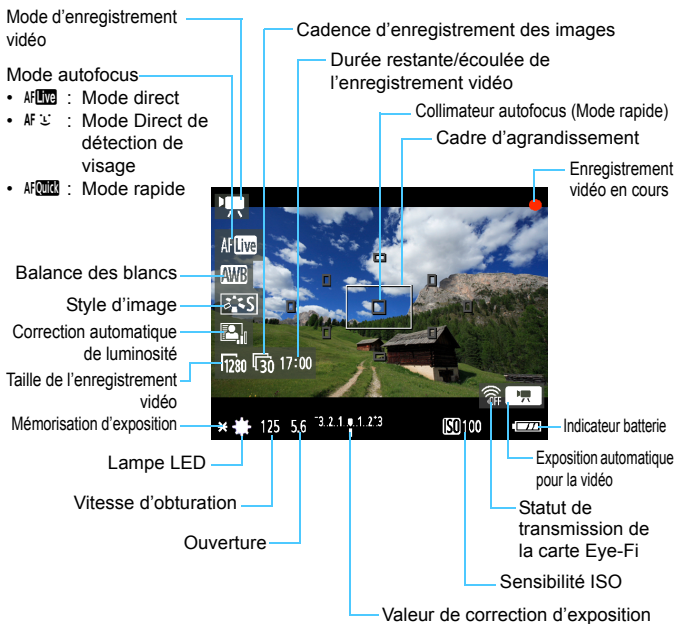 Mode d'enregistrement
vidéo
Cadence d'enregistrement des images
Durée restante/écoulée de
l'enregistrement vidéo
Mode autofocus
• AF Live : Mode direct
• AF : Mode Direct de
détection de
visage
• AF Quick : Mode rapide
Collimateur autofocus (Mode rapide)
Cadre d'agrandissement
Enregistrement
vidéo en cours
AF Live
Balance des blancs
AWB
Style d'image
S
Correction automatique
de luminosité
Taille de l'enregistrement
vidéo
1280 30 17:00
OFF
Mémorisation d'exposition
125 5.6 -3..2..1..0..1..2.+3 ISO 100
Indicateur batterie
Lampe LED
Exposition automatique
pour la vidéo
Vitesse d'obturation
Statut de
transmission de
la carte Eye-Fi
Ouverture
Sensibilité ISO
Valeur de correction d'exposition